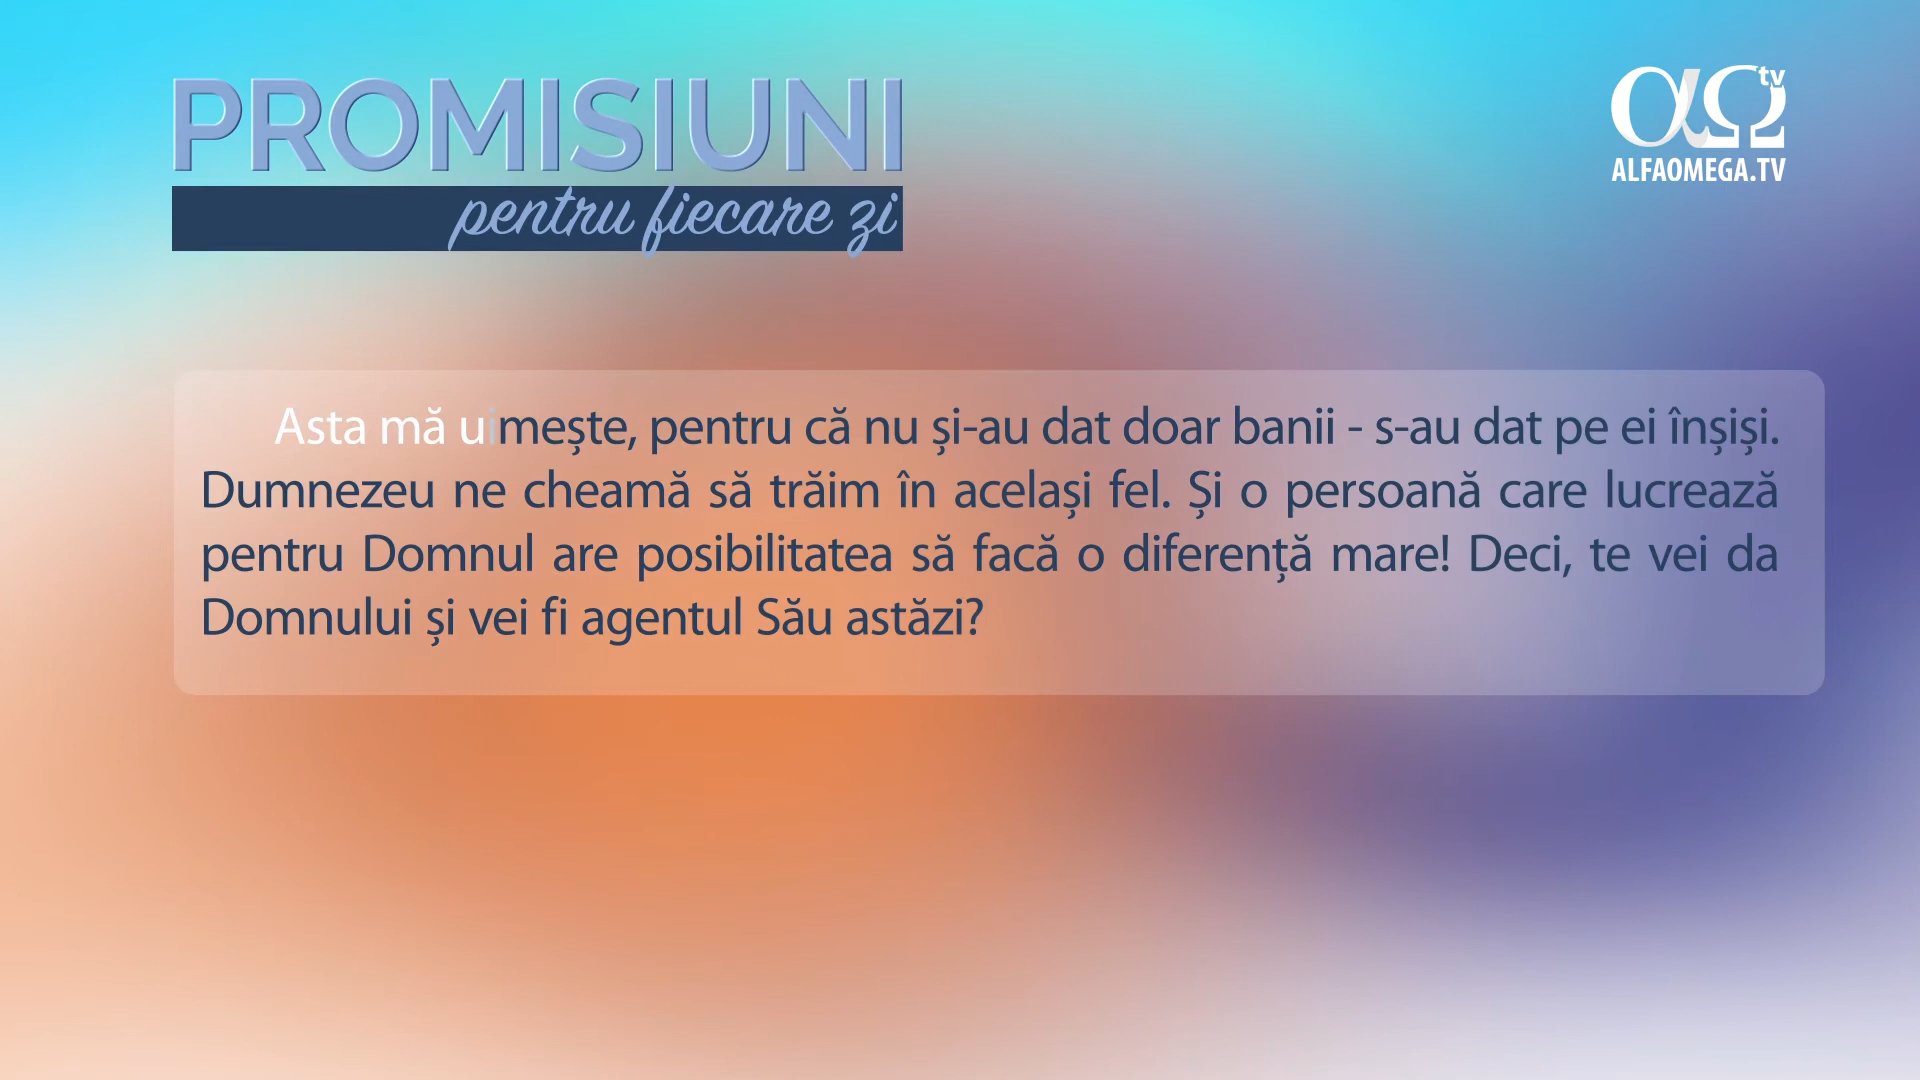 PROMISIUNI
pentru fiecare zi
αΩ tv
ALFAOMEGA.TV
Asta mă uimește, pentru că nu și-au dat doar banii - s-au dat pe ei înșiși.
Dumnezeu ne cheamă să trăim în același fel. Și o persoană care lucrează
pentru Domnul are posibilitatea să facă o diferență mare! Deci, te vei da
Domnului și vei fi agentul Său astăzi?